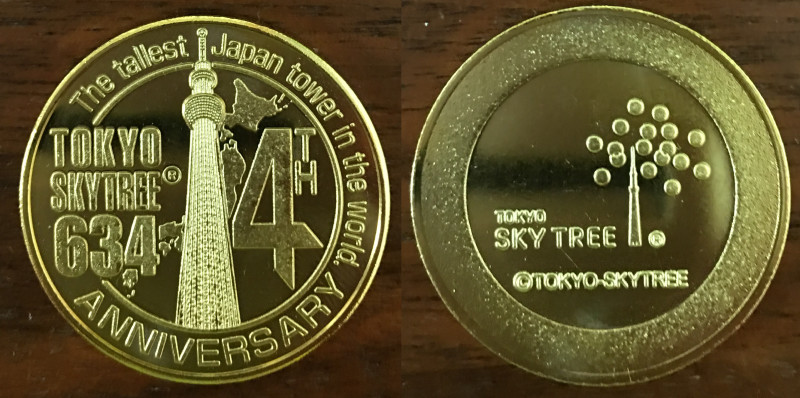 The tallest Japan tower in the world.
TOKYO
SKYTREE®
634
4TH
ANNIVERSARY
TOKYO
SKY TREE ®
©TOKYO-SKYTREE